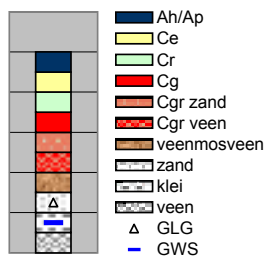 Ah/Ap
Ce
Cr
Cg
Cgr zand
Cgr veen
veenmosveen
zand
klei
veen
GLG
GWS